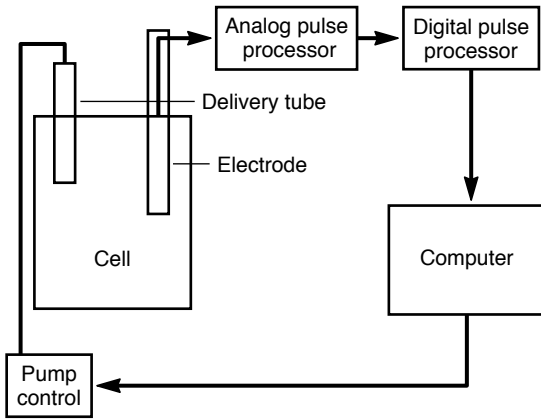 Analog pulse
processor
Digital pulse
processor
Delivery tube
Electrode
Cell
Computer
Pump
control